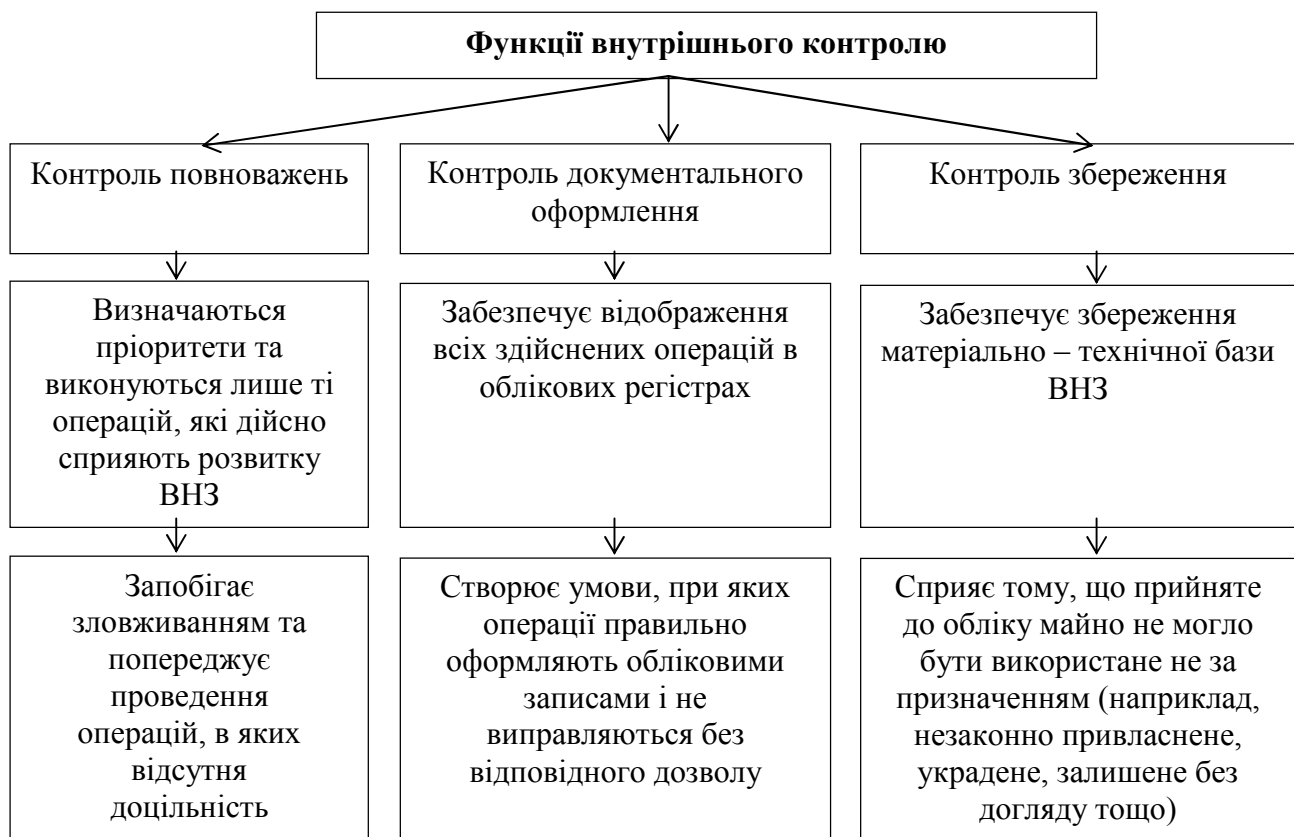 Функції внутрішнього контролю
Контроль повноважень
Контроль документального
оформлення
Контроль збереження
Визначаються
пріоритети та
виконуються лише ті
операцій, які дійсно
сприяють розвитку
ВНЗ
Забезпечує відображення
всіх здійснених операцій в
облікових регістрах
Забезпечує збереження
матеріально – технічної бази
ВНЗ
Запобігає
зловживанням та
попереджує
проведення
операцій, в яких
відсутня
доцільність
Створює умови, при яких
операції правильно
оформляють обліковими
записами і не
виправляються без
відповідного дозволу
Сприяє тому, що прийняте
до обліку майно не могло
бути використане не за
призначенням (наприклад,
незаконно привласнене,
украдене, залишене без
догляду тощо)